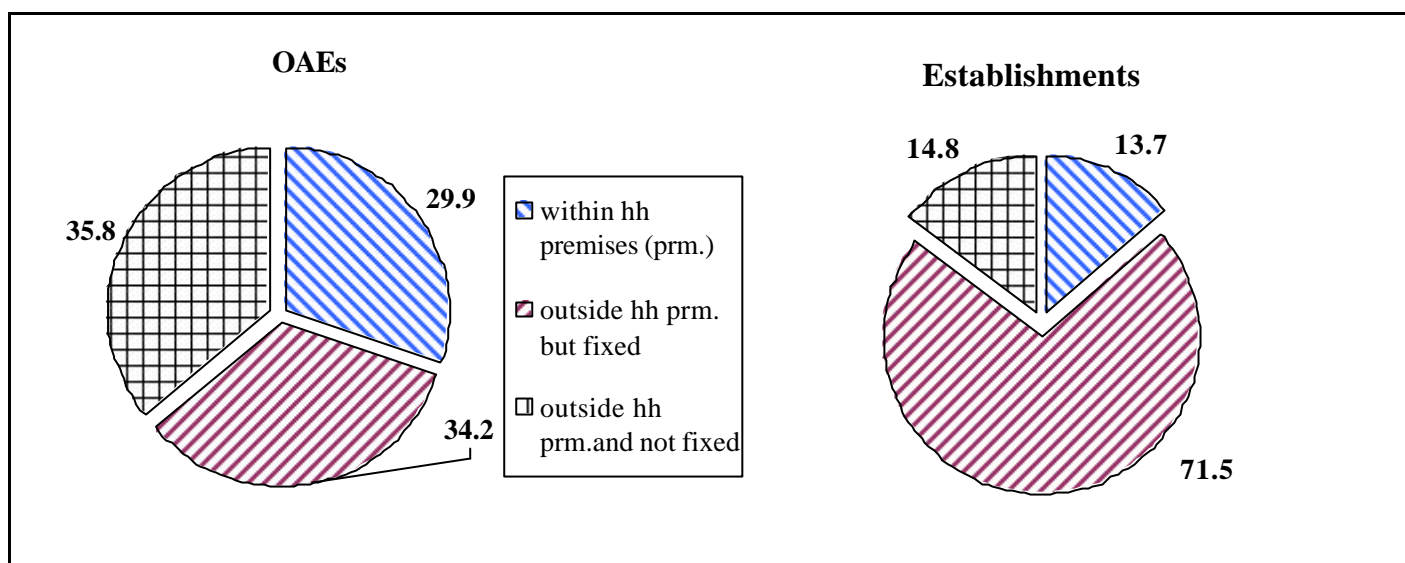 OAEs
35.8
29.9
34.2
within hh
premises (prm.)
outside hh prm.
but fixed
outside hh
prm.and not fixed
Establishments
14.8
13.7
71.5